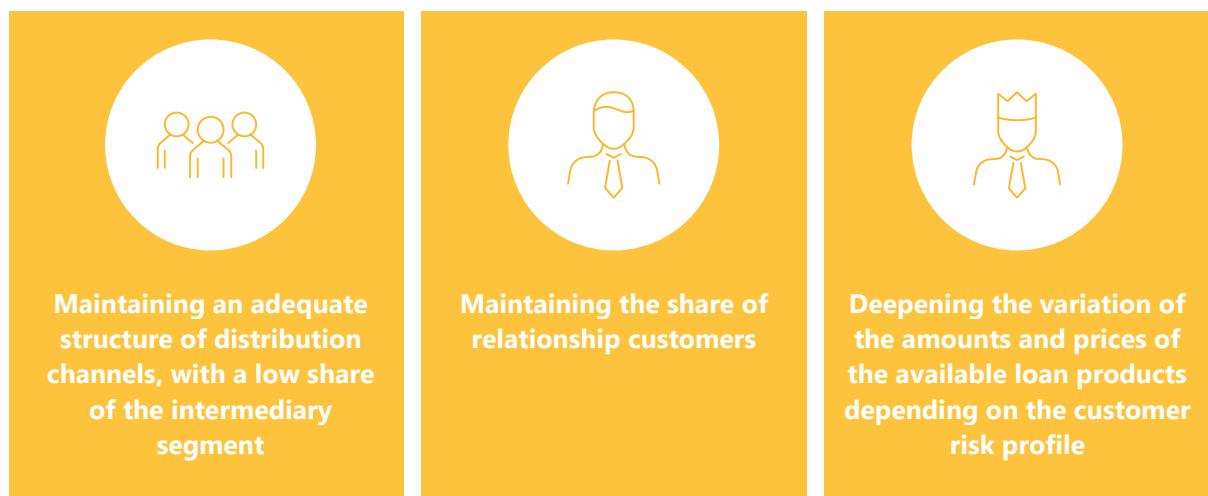 Maintaining an adequate
structure of distribution
channels, with a low share
of the intermediary
segment
Maintaining the share of
relationship customers
Deepening the variation of
the amounts and prices of
the available loan products
depending on the customer
risk profile